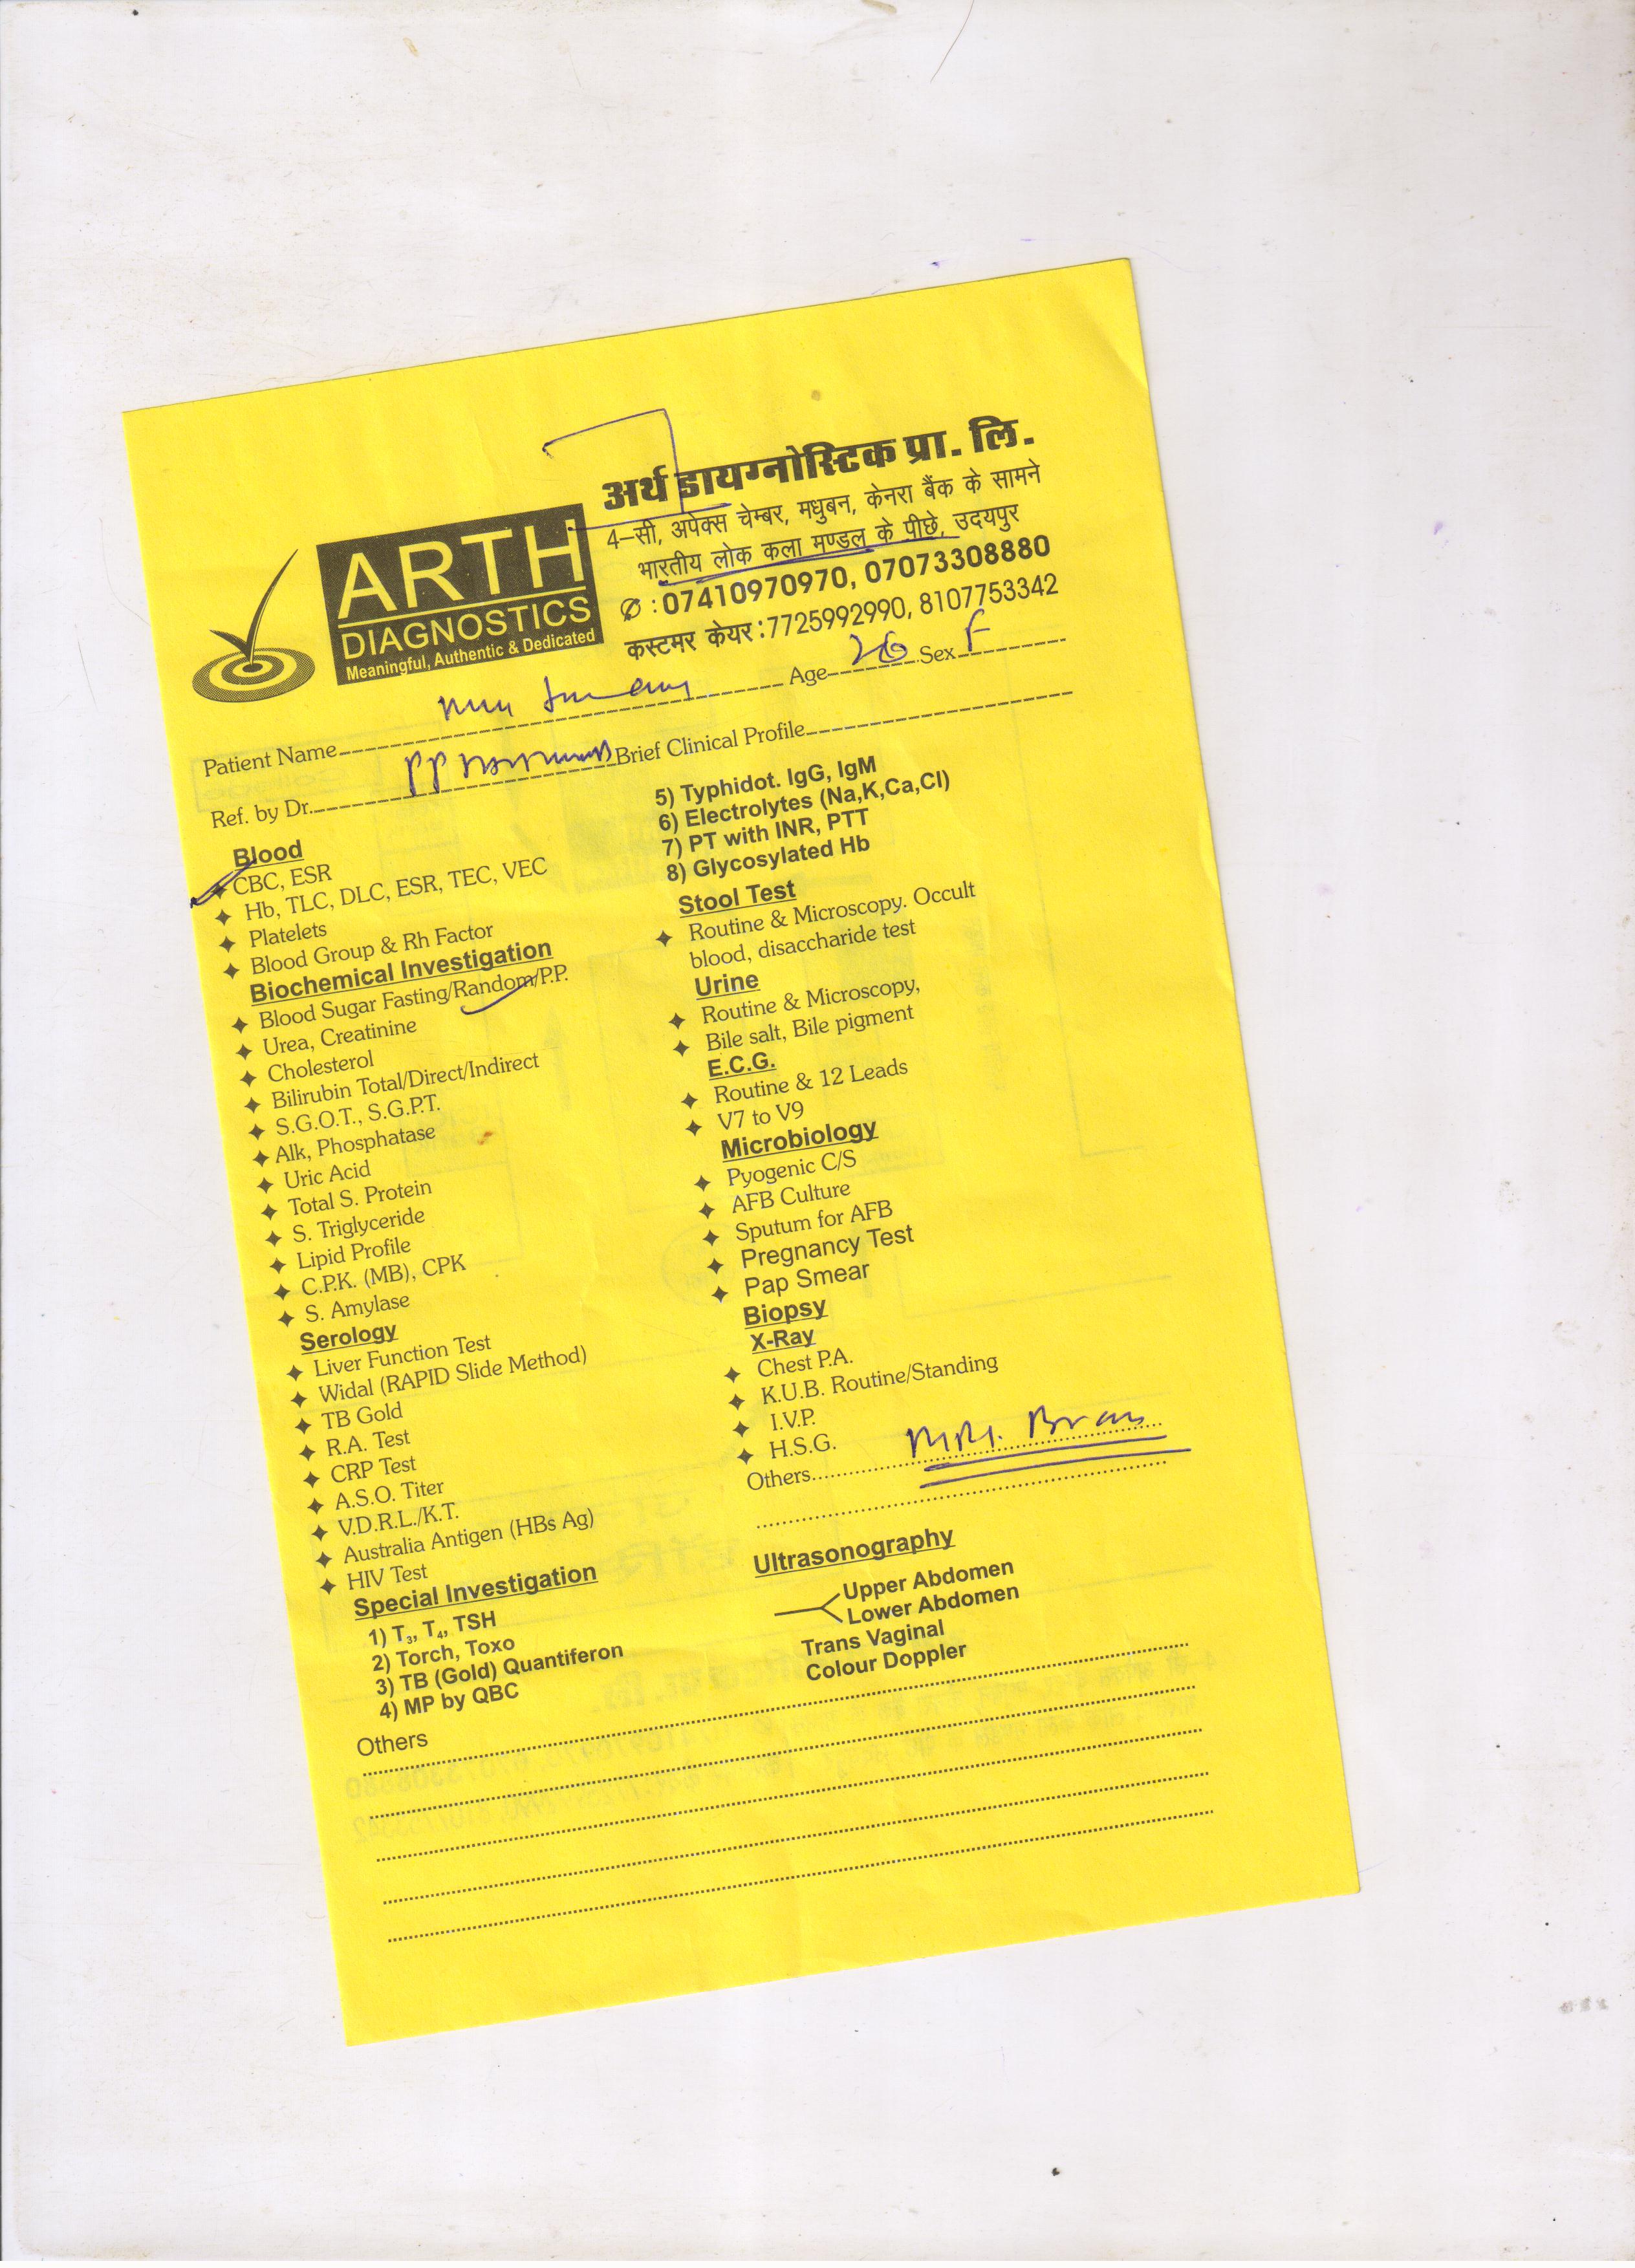 अर्थ डायग्नोस्टिक प्रा. लि.
4–सी, अपेक्स चेम्बर, मधुबन, केनरा बैंक के सामने
भारतीय लोक कला मण्डल के पीछे, उदयपुर
: 07410970970, 07073308880
कस्टमर केयर : 7725992990, 8107753342
ARTH
DIAGNOSTICS
Meaningful, Authentic & Dedicated
Patient Name Age 26 Sex F
Ref. by Dr. Brief Clinical Profile
Blood
CBC, ESR
Hb, TLC, DLC, ESR, TEC, VEC
Platelets
Blood Group & Rh Factor
Biochemical Investigation
Blood Sugar Fasting/Random/P.P.
Urea, Creatinine
Cholesterol
Bilirubin Total/Direct/Indirect
S.G.O.T., S.G.P.T.
Alk, Phosphatase
Uric Acid
Total S. Protein
S. Triglyceride
Lipid Profile
C.P.K. (MB), CPK
S. Amylase
Serology
Liver Function Test
Widal (RAPID Slide Method)
TB Gold
R.A. Test
CRP Test
A.S.O. Titer
V.D.R.L./K.T.
Australia Antigen (HBs Ag)
HIV Test
Special Investigation
1) T3, T4, TSH
2) Torch, Toxo
3) TB (Gold) Quantiferon
4) MP by QBC
5) Typhidot. IgG, IgM
6) Electrolytes (Na,K,Ca,Cl)
7) PT with INR, PTT
8) Glycosylated Hb
Stool Test
Routine & Microscopy. Occult
blood, disaccharide test
Urine
Routine & Microscopy,
Bile salt, Bile pigment
E.C.G.
Routine & 12 Leads
V7 to V9
Microbiology
Pyogenic C/S
AFB Culture
Sputum for AFB
Pregnancy Test
Pap Smear
Biopsy
X-Ray
Chest P.A.
K.U.B. Routine/Standing
I.V.P.
H.S.G.
Others MRI. Brain
Ultrasonography
Upper Abdomen
Lower Abdomen
Trans Vaginal
Colour Doppler
Others